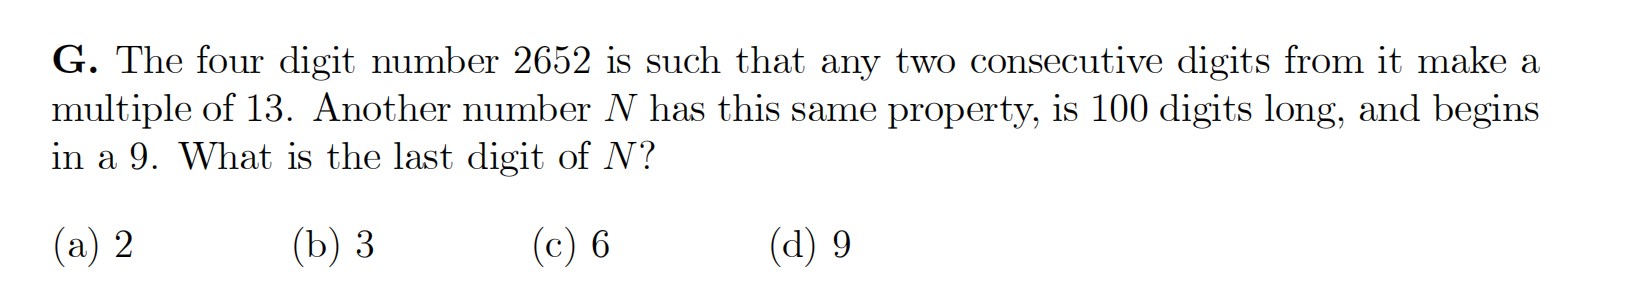 G. The four digit number 2652 is such that any two consecutive digits from it make a
multiple of 13. Another number N has this same property, is 100 digits long, and begins
in a 9. What is the last digit of N?
(a) 2 (b) 3 (c) 6 (d) 9